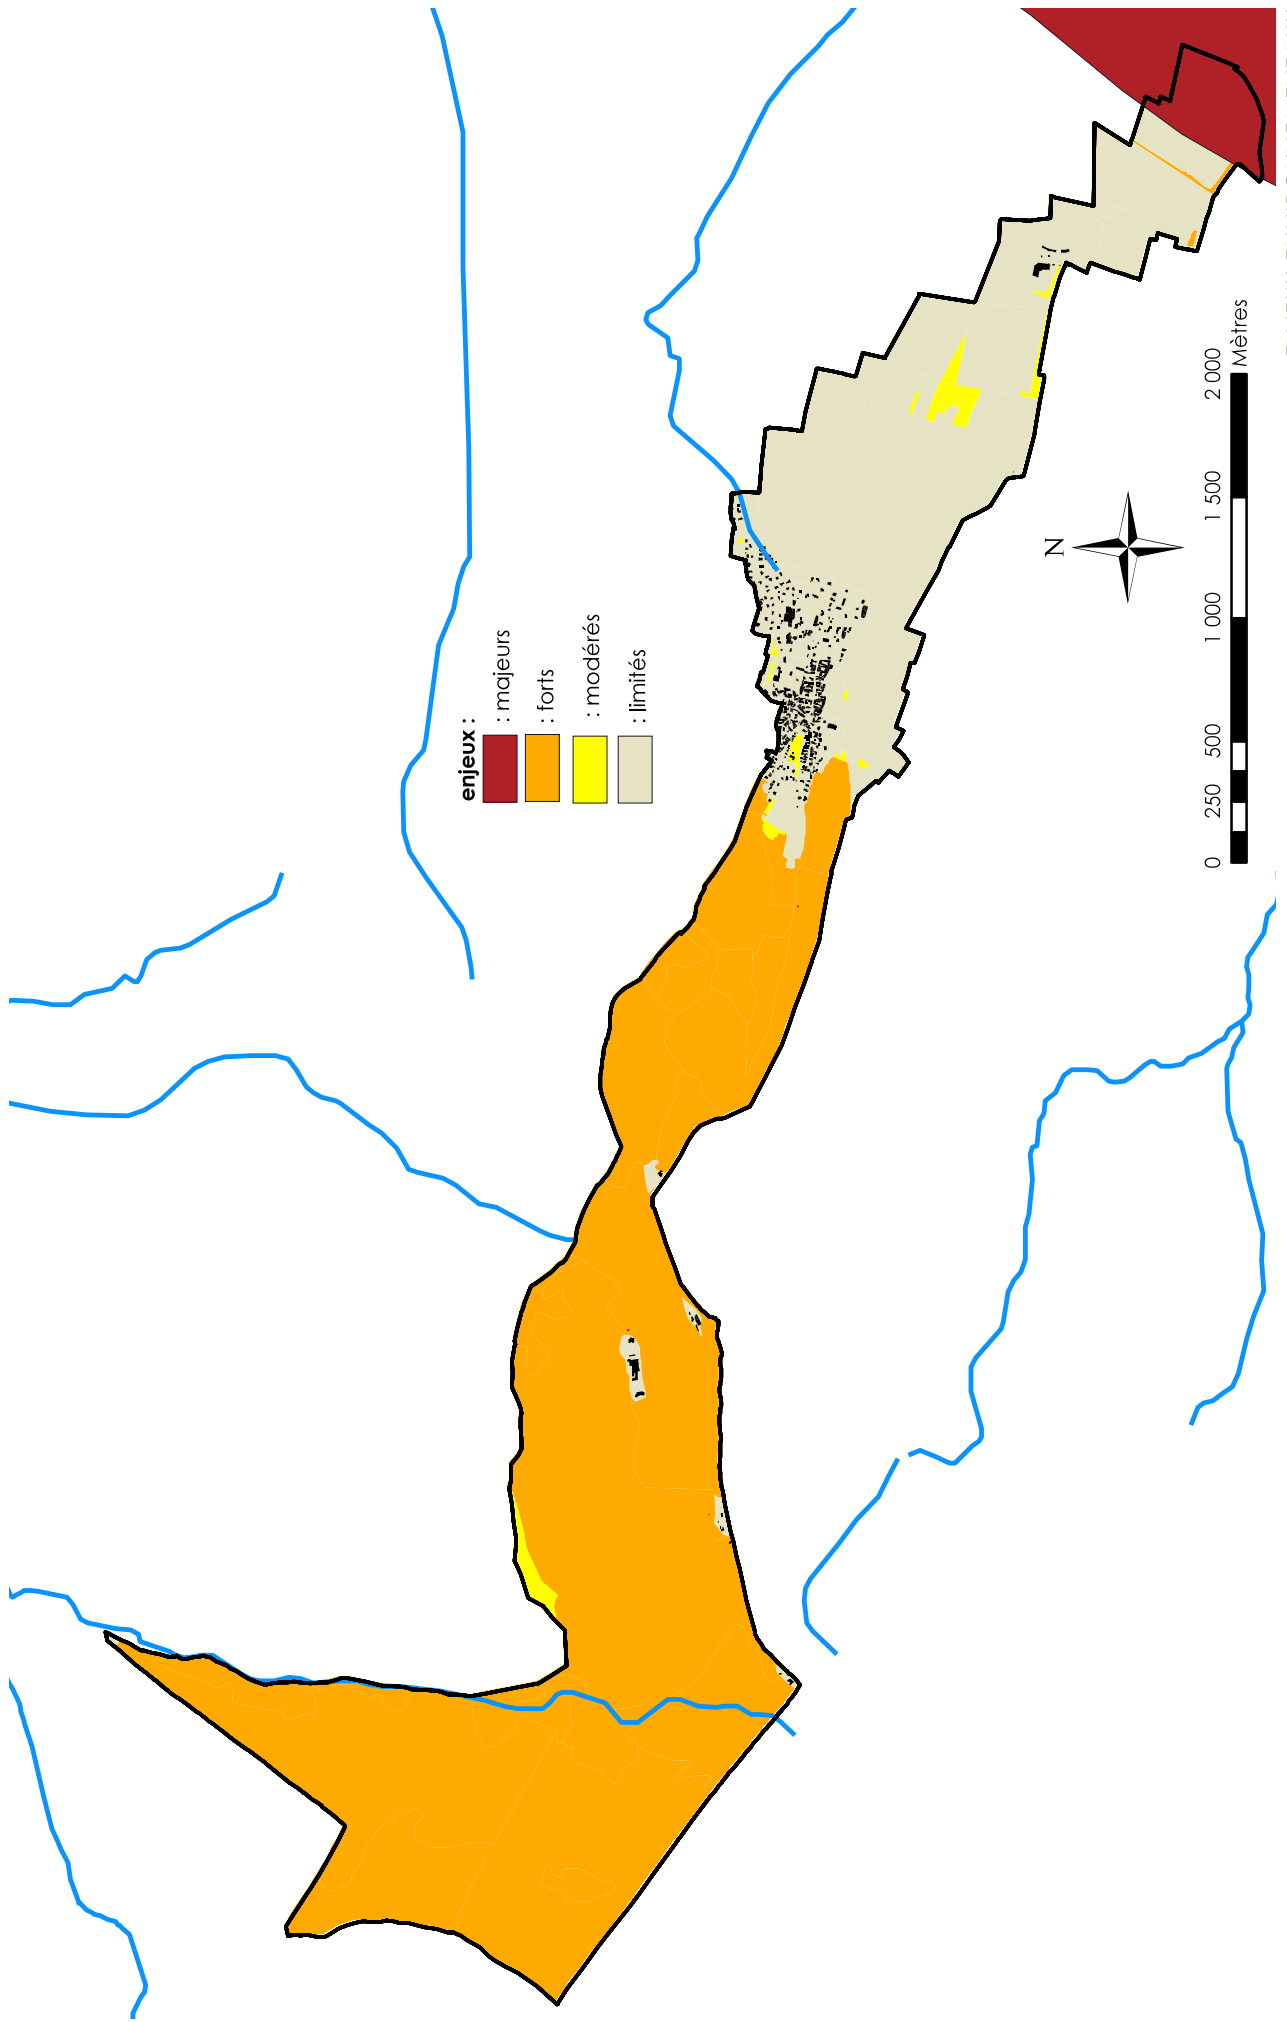 enjeux :
: majeurs
: forts
: modérés
: limités
N
0 250 500 1 000 1 500 2 000
Mètres